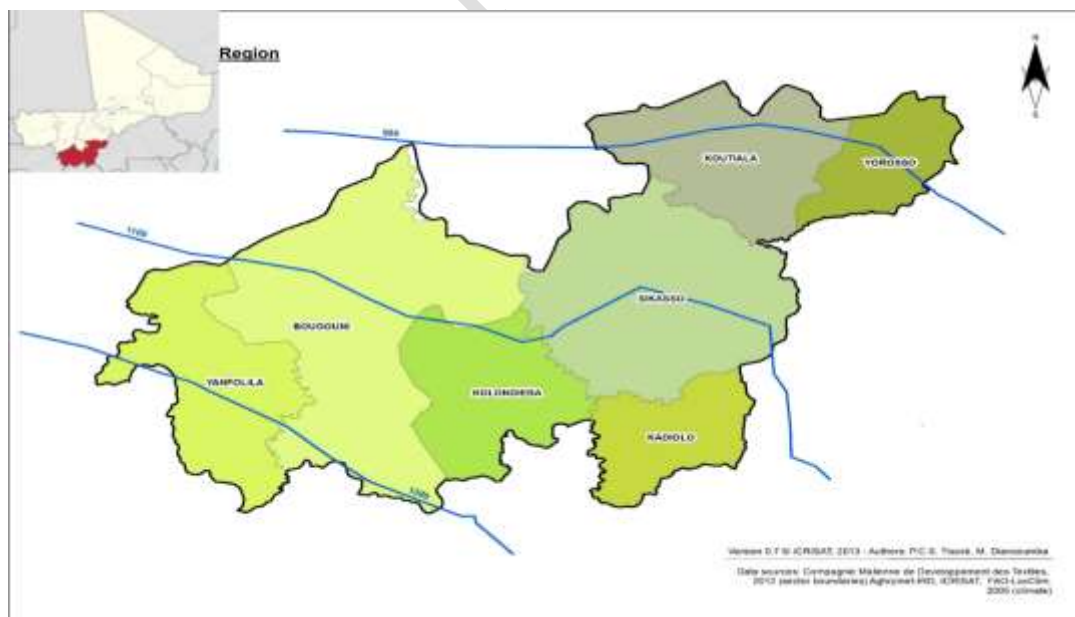 Region
N
S
KOUTIALA
YOROSSO
1100
SIKASSO
BOUGOUNI
YANFOLILA
KOLONDIEBA
KADIOLO
Version 0.7 © ICRISAT, 2013 - Authors: P.C.S. Traoré, M.
Data sources: Compagnie Malienne de Développement des Textiles,
2012 (sector boundaries) Aghrymet-IRD, ICRISAT, FAO-LocClim
2005 (climate)